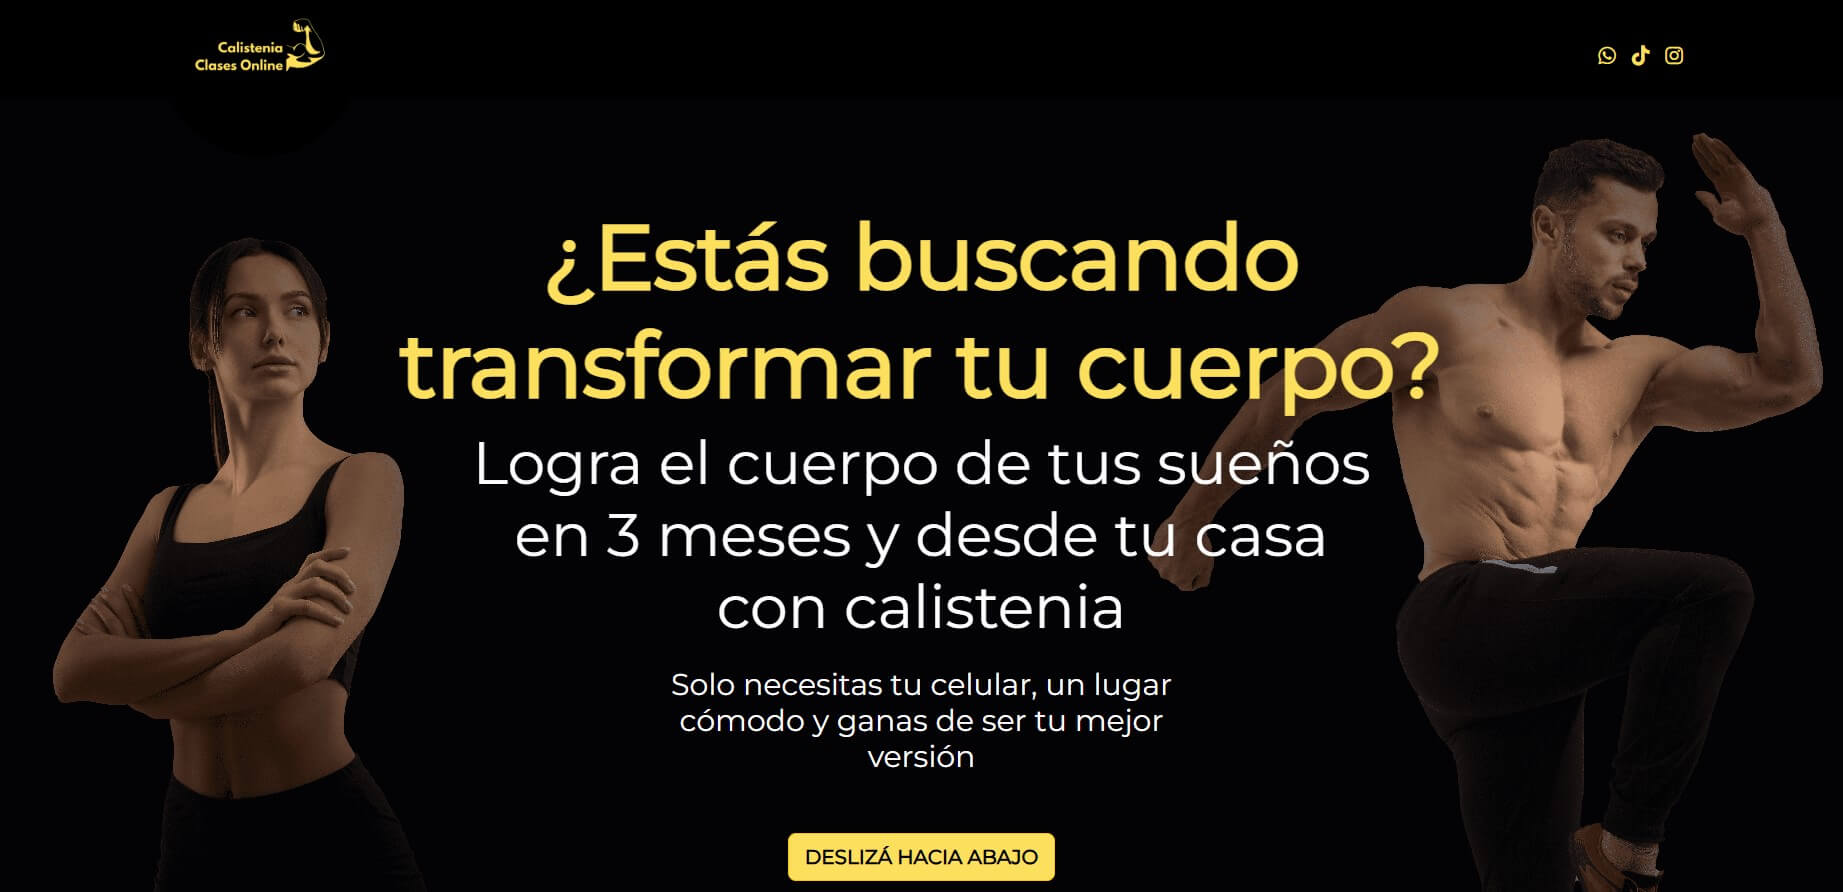 Calistenia
Clases Online
¿Estás buscando
transformar tu cuerpo?
Logra el cuerpo de tus sueños
en 3 meses y desde tu casa
con calistenia
Solo necesitas tu celular, un lugar
cómodo y ganas de ser tu mejor
versión
DESLIZÁ HACIA ABAJO